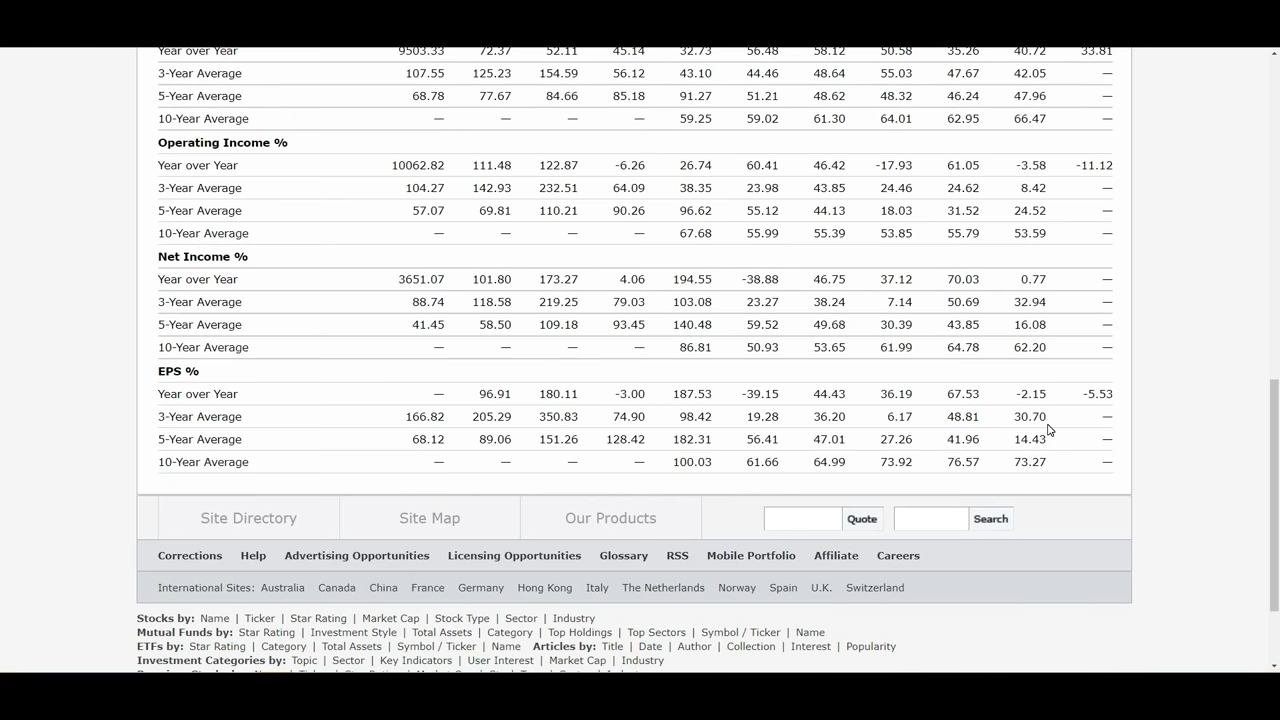 Year over Year 9503.33 72.37 52.11 45.14 32.73 56.48 58.12 50.58 35.26 40.72 33.81
3-Year Average 107.55 125.23 154.59 56.12 43.10 44.46 48.64 55.03 47.67 42.05 —
5-Year Average 68.78 77.67 84.66 85.18 91.27 51.21 48.62 48.32 46.24 47.96 —
10-Year Average — — — — 59.25 59.02 61.30 64.01 62.95 66.47 —
Operating Income %
Year over Year 10062.82 111.48 122.87 -6.26 26.74 60.41 46.42 -17.93 61.05 -3.58 -11.12
3-Year Average 104.27 142.93 232.51 64.09 38.35 23.98 43.85 24.46 24.62 8.42 —
5-Year Average 57.07 69.81 110.21 90.26 96.62 55.12 44.13 18.03 31.52 24.52 —
10-Year Average — — — — 67.68 55.99 55.39 53.85 55.79 53.59 —
Net Income %
Year over Year 3651.07 101.80 173.27 4.06 194.55 -38.88 46.75 37.12 70.03 0.77 —
3-Year Average 88.74 118.58 219.25 79.03 103.08 23.27 38.24 7.14 50.69 32.94 —
5-Year Average 41.45 58.50 109.18 93.45 140.48 59.52 49.68 30.39 43.85 16.08 —
10-Year Average — — — — 86.81 50.93 53.65 61.99 64.78 62.20 —
EPS %
Year over Year — 96.91 180.11 -3.00 187.53 -39.15 44.43 36.19 67.53 -2.15 -5.53
3-Year Average 166.82 205.29 350.83 74.90 98.42 19.28 36.20 6.17 48.81 30.70 —
5-Year Average 68.12 89.06 151.26 128.42 182.31 56.41 47.01 27.26 41.96 14.43 —
10-Year Average — — — — 100.03 61.66 64.99 73.92 76.57 73.27 —
Site Directory Site Map Our Products Quote Search
Corrections Help Advertising Opportunities Licensing Opportunities Glossary RSS Mobile Portfolio Affiliate Careers
International Sites: Australia Canada China France Germany Hong Kong Italy The Netherlands Norway Spain U.K. Switzerland
Stocks by: Name | Ticker | Star Rating | Market Cap | Stock Type | Sector | Industry
Mutual Funds by: Star Rating | Investment Style | Total Assets | Category | Top Holdings | Top Sectors | Symbol / Ticker | Name
ETFs by: Star Rating | Category | Total Assets | Symbol / Ticker | Name Articles by: Title | Date | Author | Collection | Interest | Popularity
Investment Categories by: Topic | Sector | Key Indicators | User Interest | Market Cap | Industry